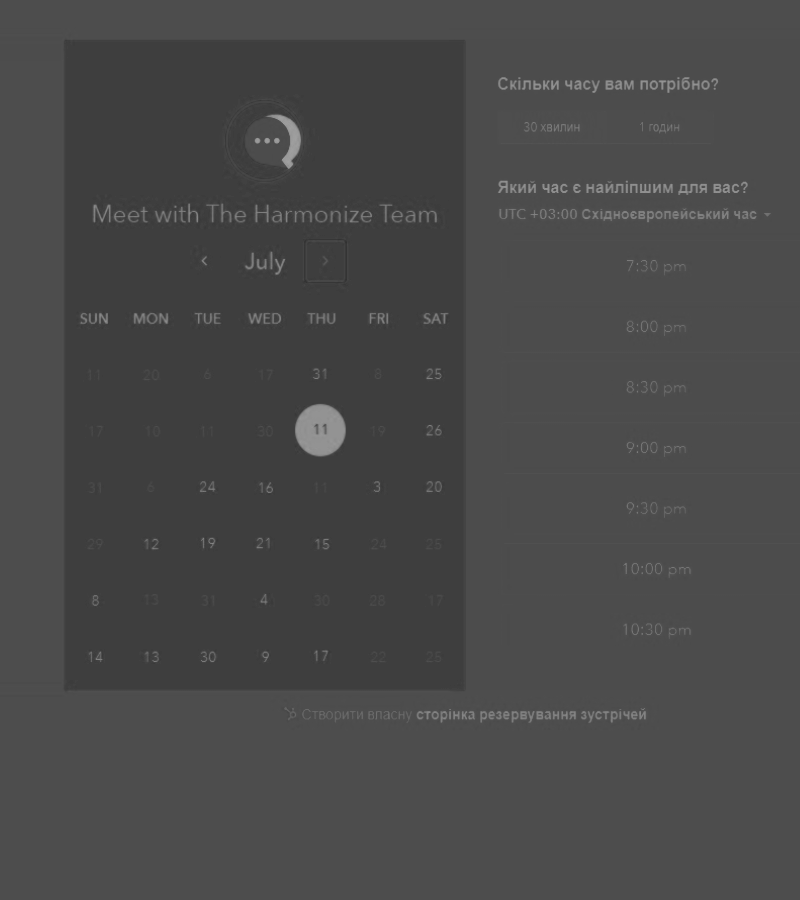 Meet with The Harmonize Team
July
SUN MON TUE WED THU FRI SAT
11 20 6 17 31 8 25
17 10 11 30 11 19 26
31 6 24 16 11 3 20
29 12 19 21 15 24 25
8 13 31 4 30 28 17
14 13 30 9 17 22 25
Скільки часу вам потрібно?
30 хвилин 1 годин
Який час є найліпшим для вас?
UTC +03:00 Східноєвропейський час
7:30 pm
8:00 pm
8:30 pm
9:00 pm
9:30 pm
10:00 pm
10:30 pm
Створити власну сторінка резервування зустрічей